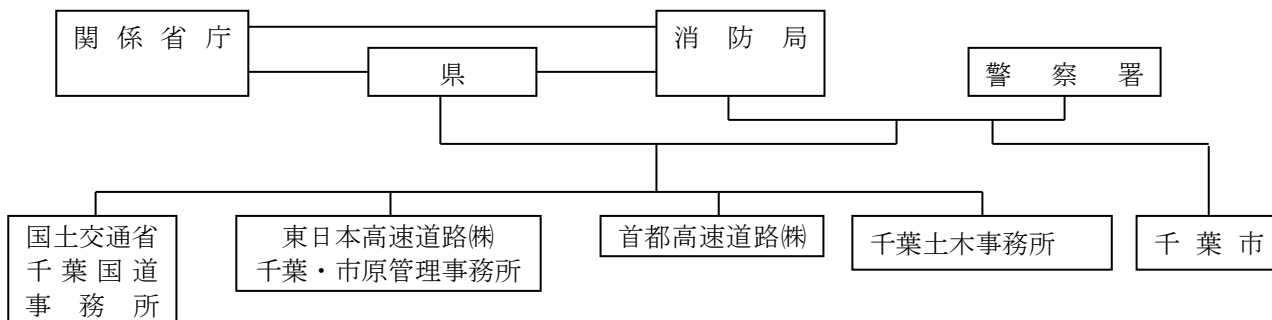 関係省庁
消防局
県
警察署
国土交通省
千葉国道
事務所
東日本高速道路㈱
千葉・市原管理事務所
首都高速道路㈱
千葉土木事務所
千葉市